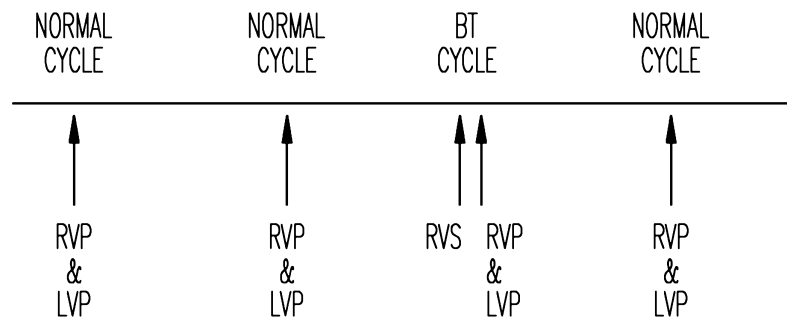 NORMAL NORMAL BT NORMAL
CYCLE CYCLE CYCLE CYCLE
RVP RVP RVS RVP RVP
& & & &
LVP LVP LVP LVP